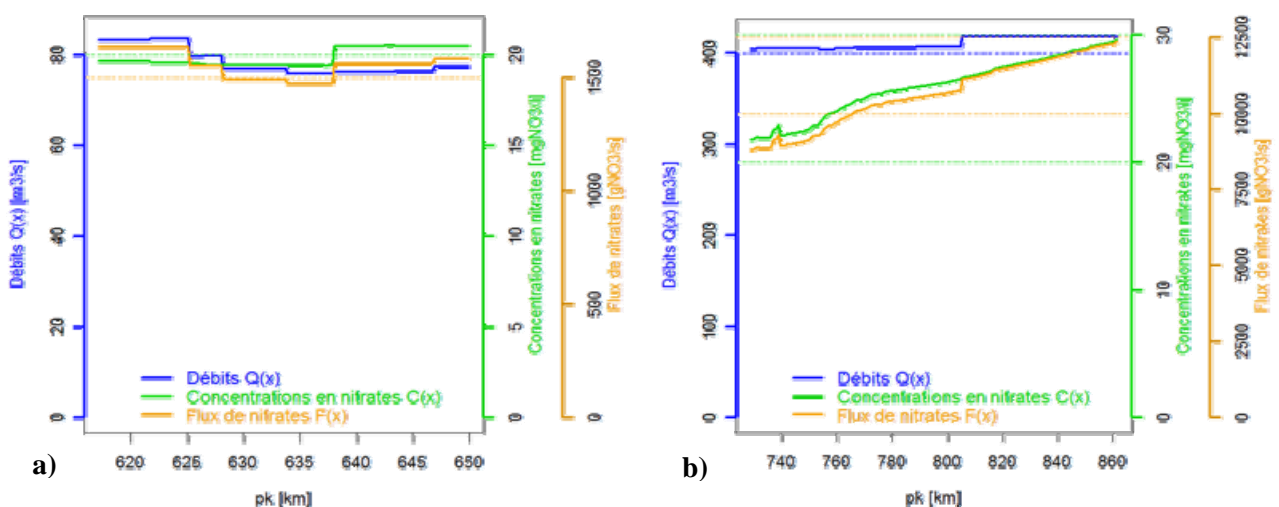 Débits Q(x) [m3/s]
0 20 40 60 80
Concentrations en nitrates [mgNO3/l]
0 5 10 15 20
Flux de nitrates [gNO3/s]
0 500 1000 1500
Débits Q(x)
Concentrations en nitrates C(x)
Flux de nitrates F(x)
620 625 630 635 640 645 650
pk [km]
a)
Débits Q(x) [m3/s]
0 100 200 300 400
Concentrations en nitrates [mgNO3/l]
0 10 20 30
Flux de nitrates [gNO3/s]
0 2500 5000 7500 10000 12500
Débits Q(x)
Concentrations en nitrates C(x)
Flux de nitrates F(x)
740 760 780 800 820 840 860
pk [km]
b)